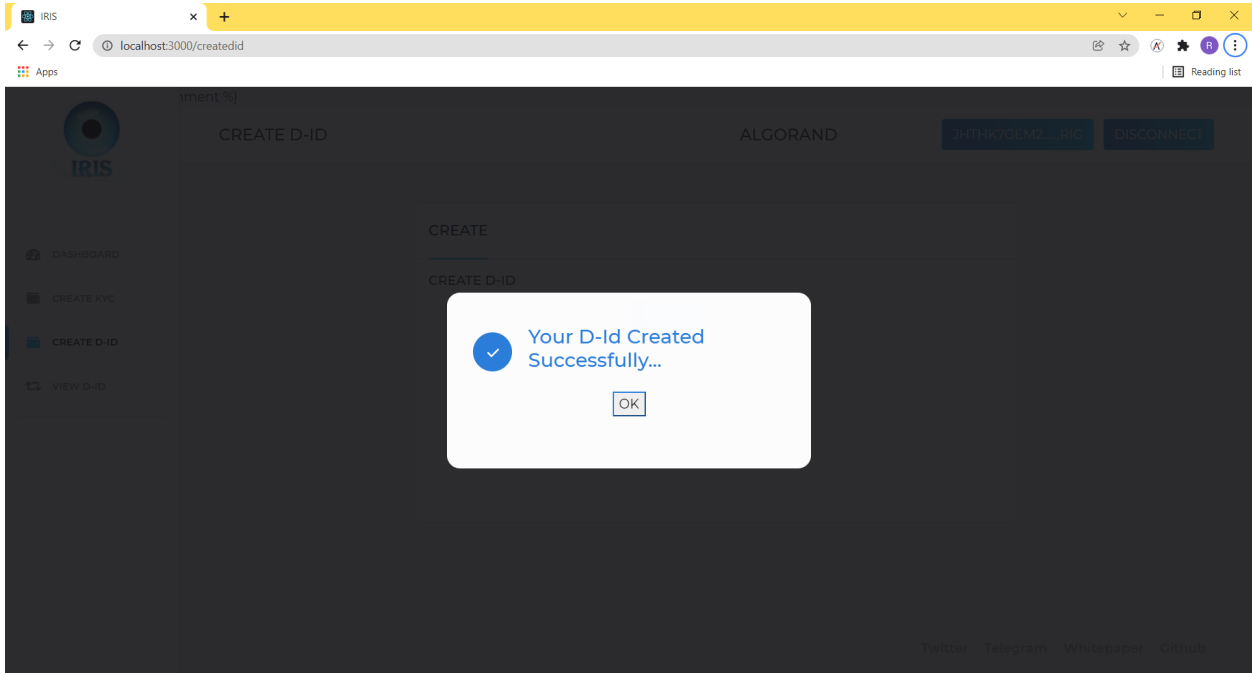 IRIS
localhost:3000/createdid
R
Apps
Reading list
nment %}
CREATE D-ID
ALGORAND
DISCONNECT
IRIS
CREATE
DASHBOARD
CREATE D-ID
CREATE KYC
Your D-Id Created
Successfully...
CREATE D-ID
VIEW D-ID
OK
Twitter Telegram Whitepaper Github